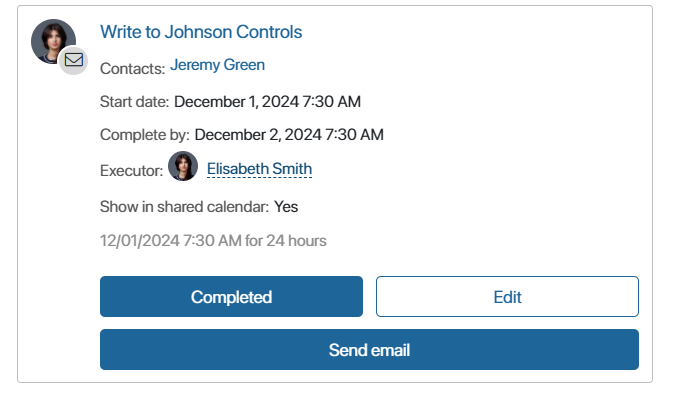 Write to Johnson Controls
Contacts: Jeremy Green
Start date: December 1, 2024 7:30 AM
Complete by: December 2, 2024 7:30 AM
Executor: Elisabeth Smith
Show in shared calendar: Yes
12/01/2024 7:30 AM for 24 hours
Completed Edit
Send email